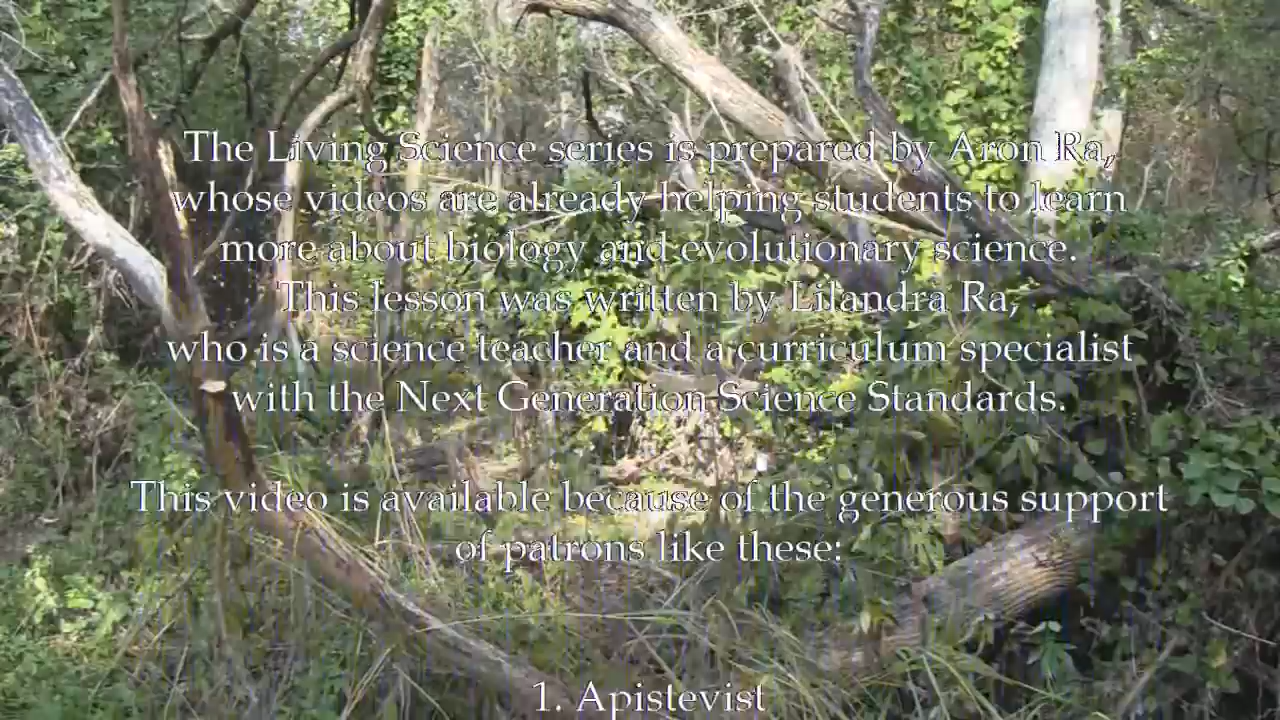 The Living Science series is prepared by Aron Ra,
whose videos are already helping students to learn
more about biology and evolutionary science.
This lesson was written by Lilandra Ra,
who is a science teacher and a curriculum specialist
with the Next Generation Science Standards.
This video is available because of the generous support
of patrons like these:
1. Apistevist